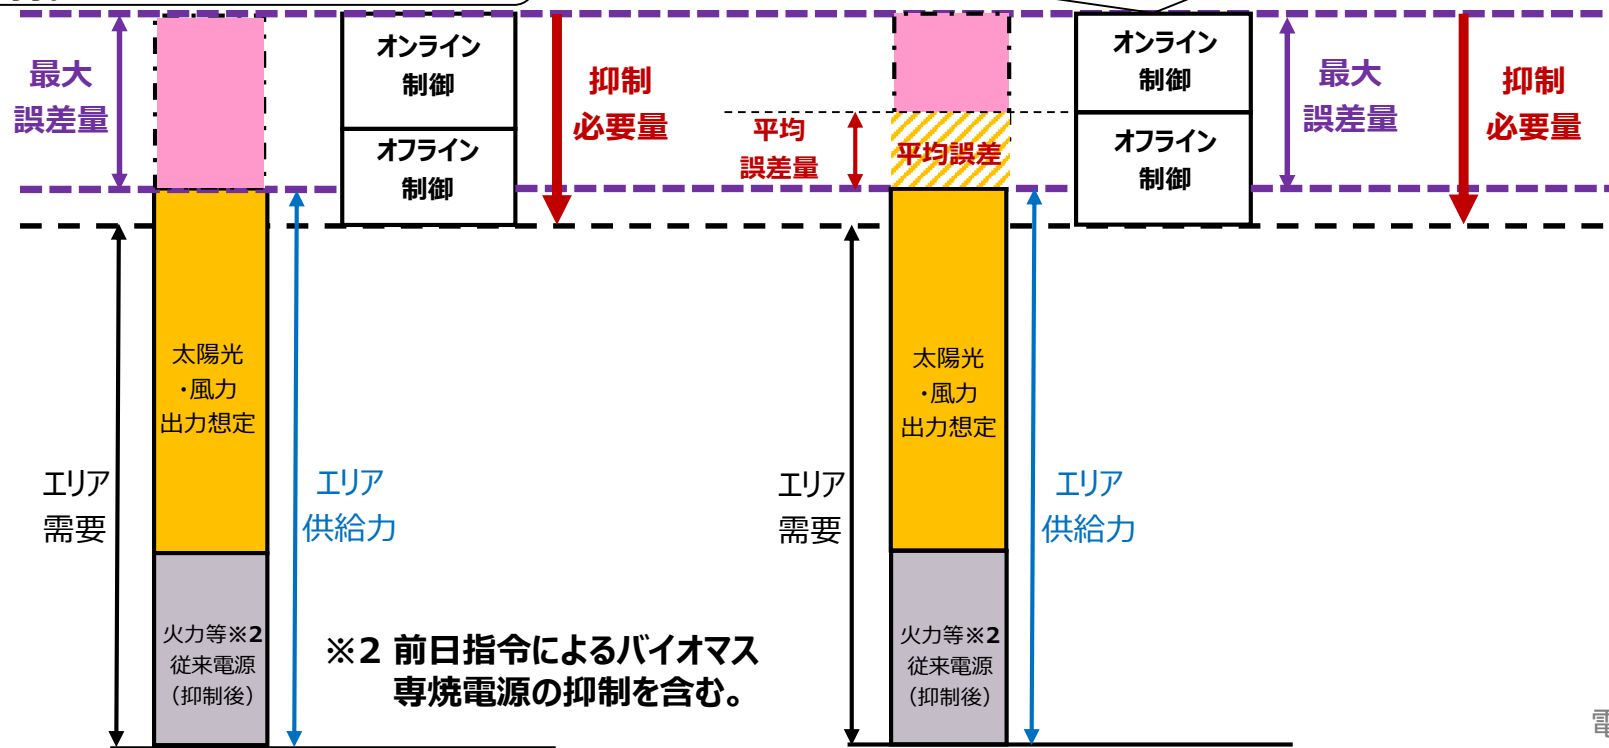 最大
誤差量
オンライン
制御
オフライン
制御
抑制
必要量
太陽光
・風力
出力想定
エリア
需要
エリア
供給力
火力等※2
従来電源
（抑制後）
※2 前日指令によるバイオマス
専焼電源の抑制を含む。
平均
誤差量
平均誤差
オンライン
制御
オフライン
制御
最大
誤差量
抑制
必要量
太陽光
・風力
出力想定
エリア
需要
エリア
供給力
火力等※2
従来電源
（抑制後）